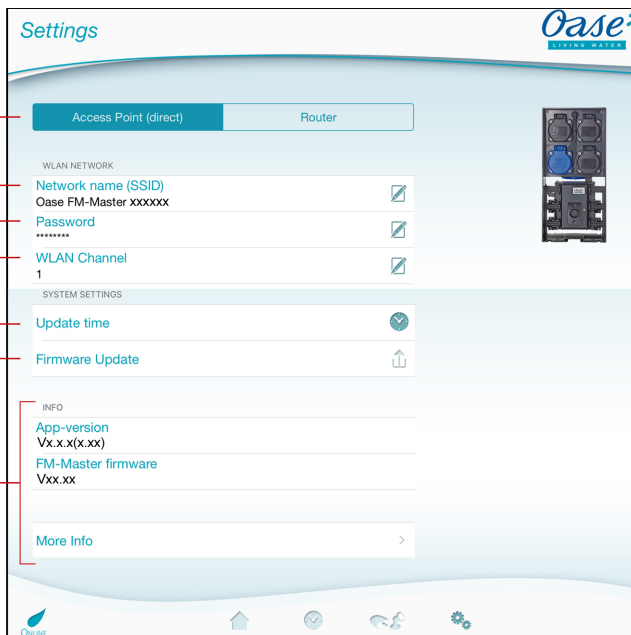 Settings
Oase
LIVING WATER
Access Point (direct)
Router
WLAN NETWORK
Network name (SSID)
Oase FM-Master xxxxxx
Password
********
WLAN Channel
1
SYSTEM SETTINGS
Update time
Firmware Update
INFO
App-version
Vx.x.x(x.xx)
FM-Master firmware
Vxx.xx
More Info
ONLINE